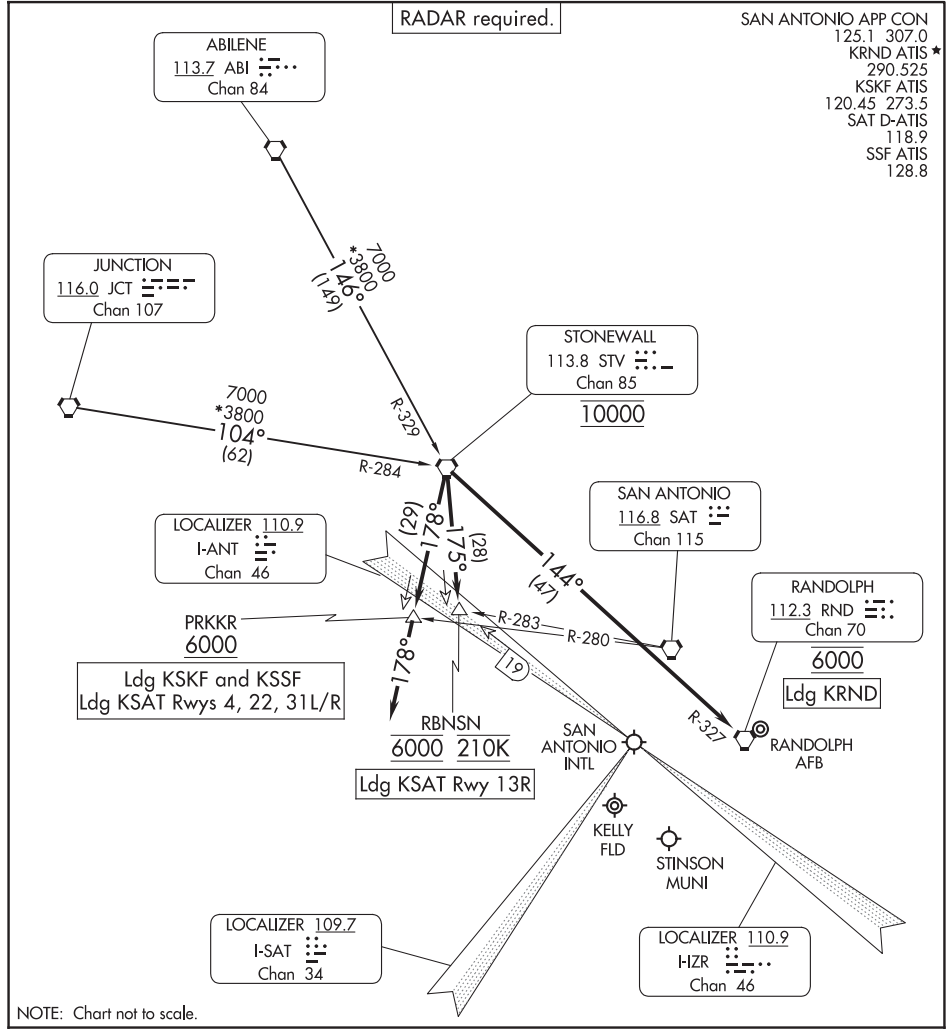 RADAR required.
SAN ANTONIO APP CON
125.1 307.0
KRND ATIS *
290.525
KSKF ATIS
120.45 273.5
SAT D-ATIS
118.9
SSF ATIS
128.8
ABILENE
113.7 ABI
Chan 84
JUNCTION
116.0 JCT
Chan 107
7000
*3800
146°
(149)
R-329
7000
*3800
104°
(62)
R-284
STONEWALL
113.8 STV
Chan 85
10000
LOCALIZER 110.9
I-ANT
Chan 46
(29)
178°
(28)
175°
144°
(47)
SAN ANTONIO
116.8 SAT
Chan 115
RANDOLPH
112.3 RND
Chan 70
6000
Ldg KRND
R-283
R-280
PRKKR
6000
Ldg KSKF and KSSF
Ldg KSAT Rwys 4, 22, 31L/R
178°
19
RBNSN
6000 210K
Ldg KSAT Rwy 13R
R-327
SAN
ANTONIO
INTL
RANDOLPH
AFB
KELLY
FLD
STINSON
MUNI
LOCALIZER 109.7
I-SAT
Chan 34
LOCALIZER 110.9
I-IZR
Chan 46
NOTE: Chart not to scale.